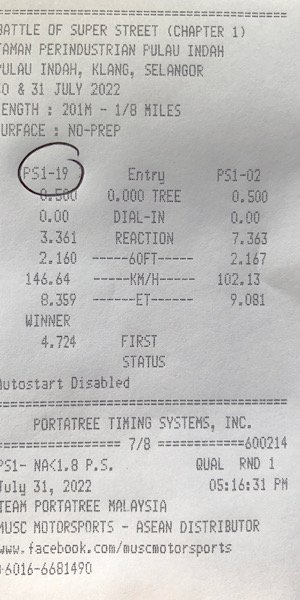 BATTLE OF SUPER STREET (CHAPTER 1)
TAMAN PERINDUSTRIAN PULAU INDAH
PULAU INDAH, KLANG, SELANGOR
30 & 31 JULY 2022
LENGTH : 201M - 1/8 MILES
SURFACE : NO-PREP
PS1-19 Entry PS1-02
0.500 0.000 TREE 0.500
0.00 DIAL-IN 0.00
3.361 REACTION 7.363
2.160 -----60FT----- 2.167
146.64 -----KM/H----- 102.13
8.359 ------ET------ 9.081
WINNER
4.724 FIRST
STATUS
Autostart Disabled
PORTATREE TIMING SYSTEMS, INC.
================ 7/8 ============600214
PS1- NA<1.8 P.S. QUAL RND 1
July 31, 2022 05:16:31 PM
TEAM PORTATREE MALAYSIA
MUSC MOTORSPORTS - ASEAN DISTRIBUTOR
www.facebook.com/muscmotorsports
+6016-6681490